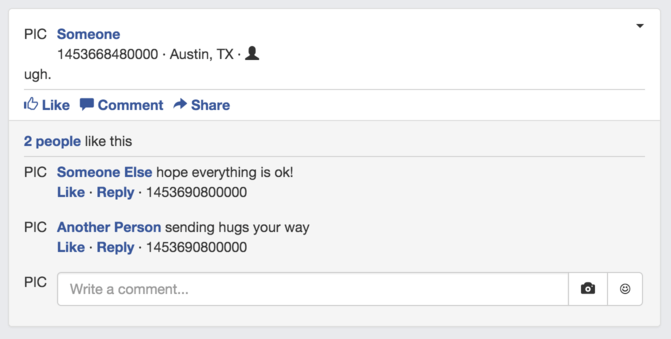 PIC Someone
1453668480000 · Austin, TX ·
ugh.
Like Comment Share
2 people like this
PIC Someone Else hope everything is ok!
Like · Reply · 1453690800000
PIC Another Person sending hugs your way
Like · Reply · 1453690800000
PIC Write a comment...